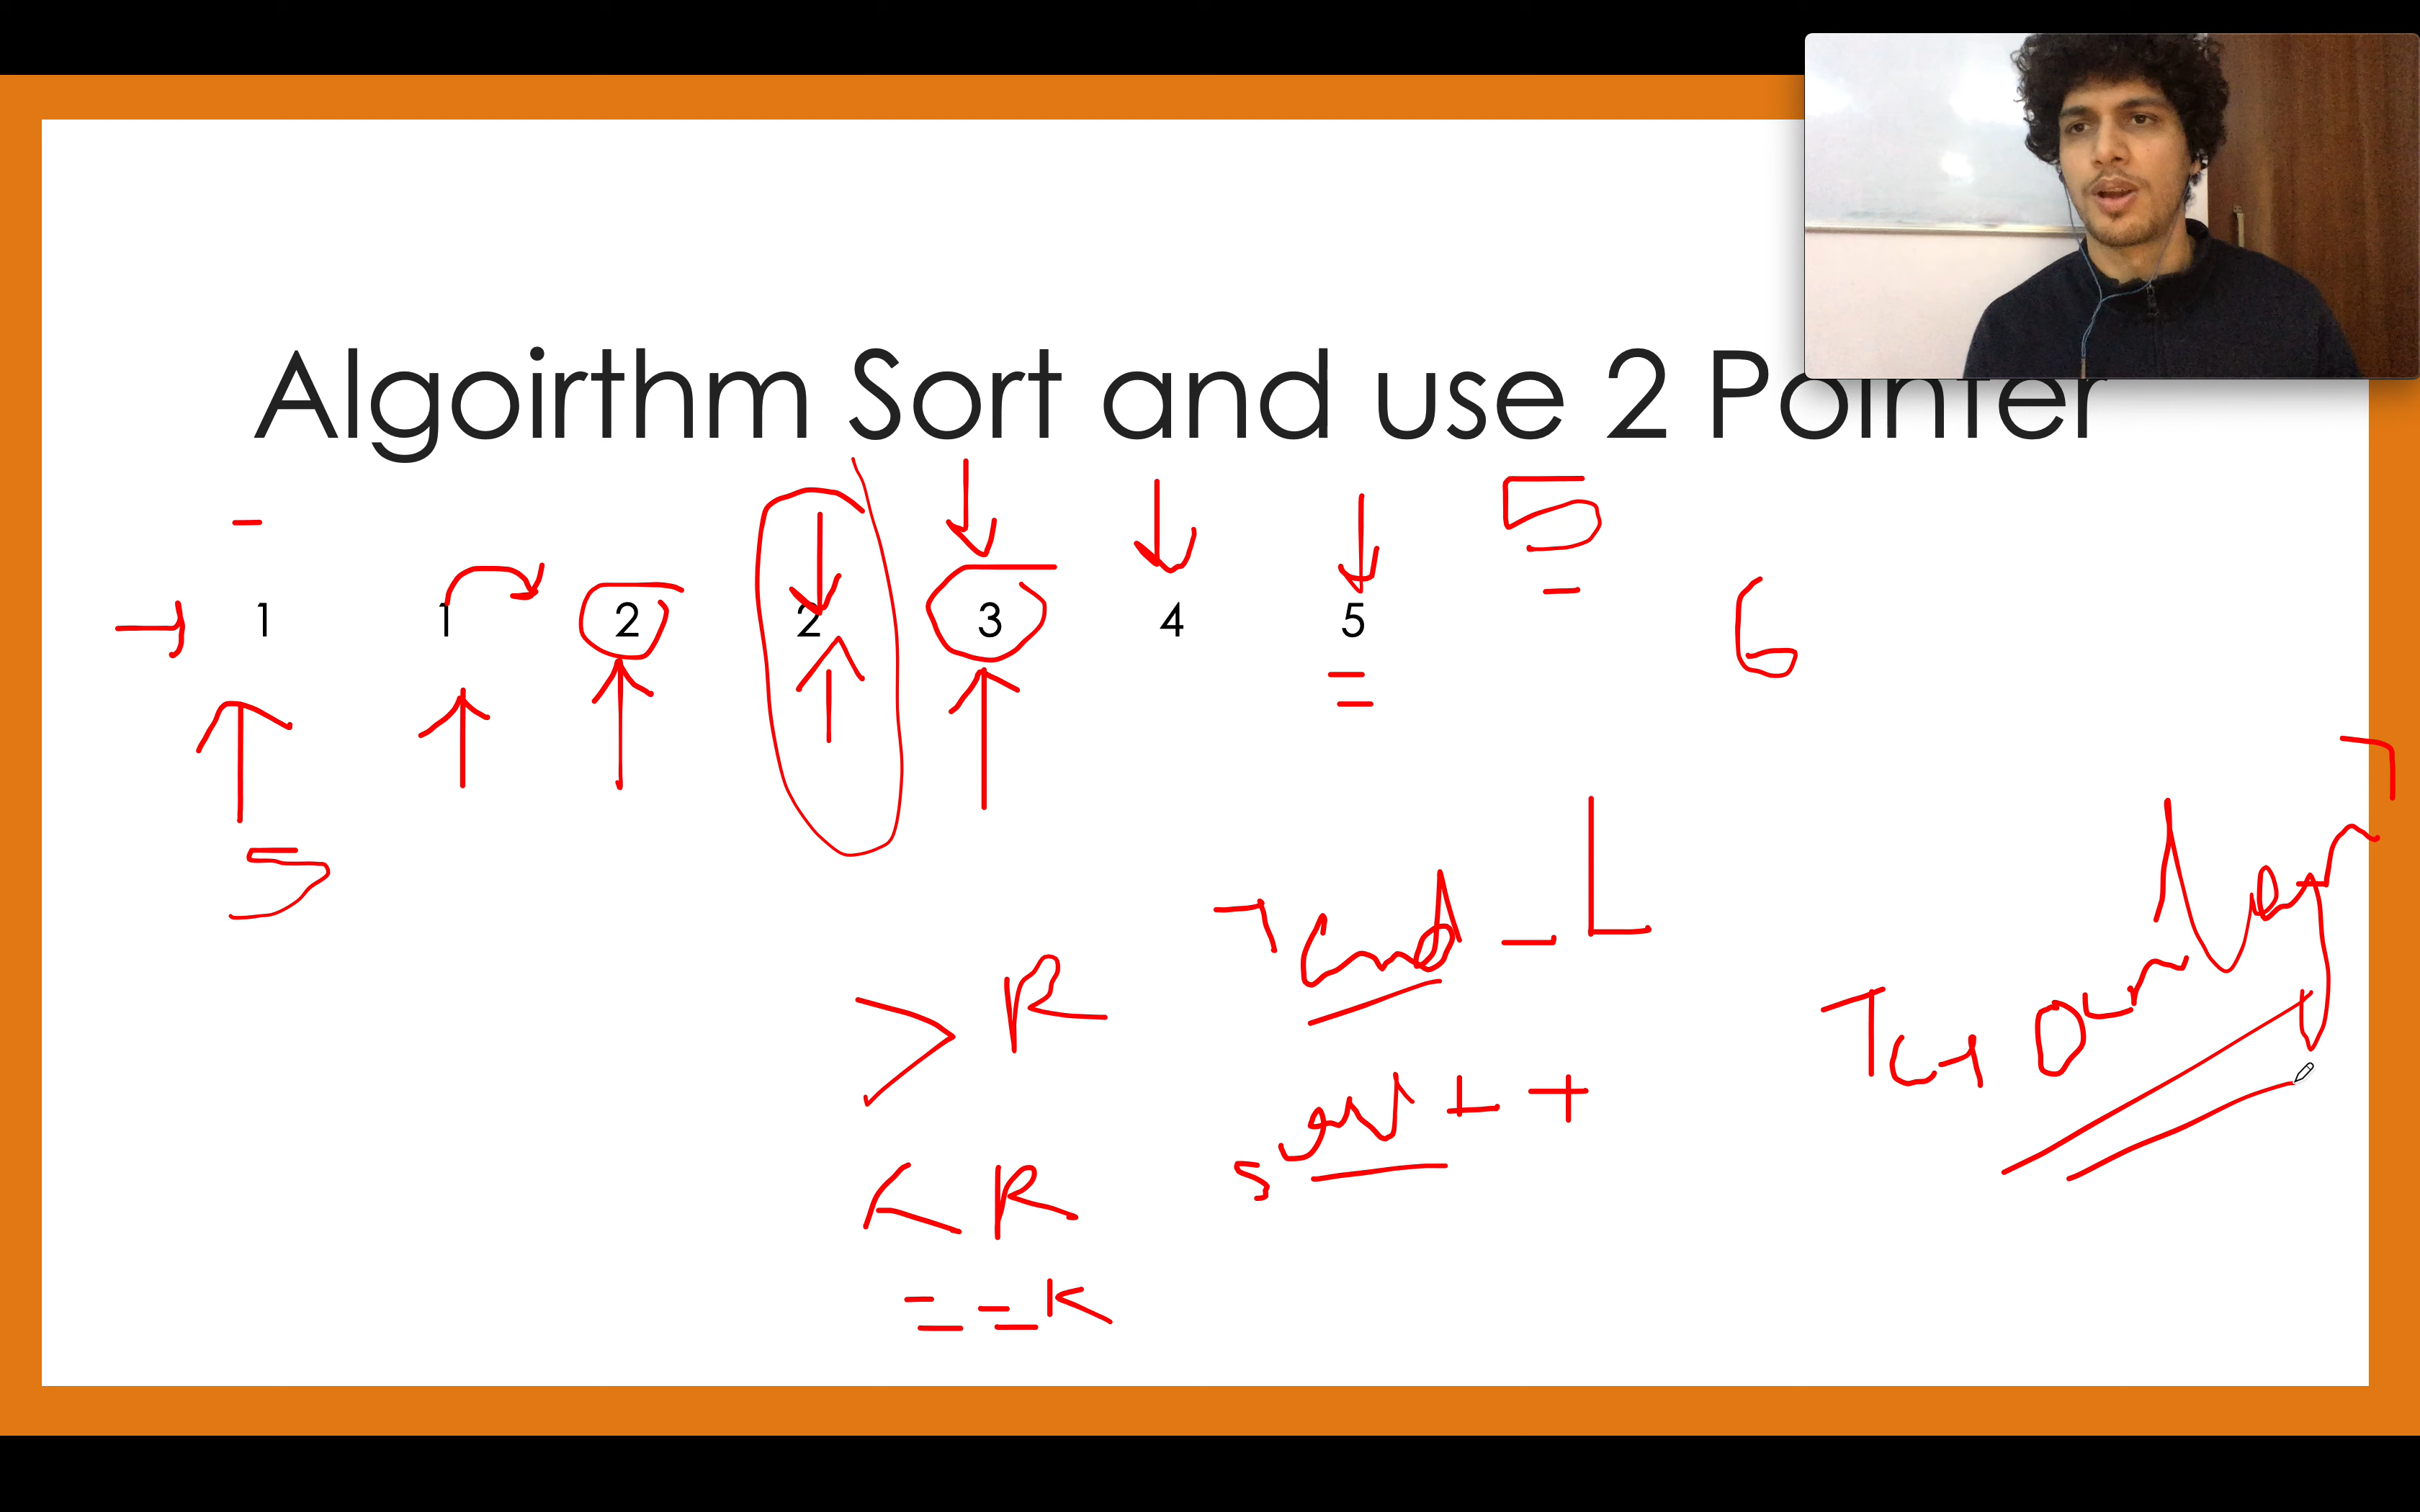 Algoirthm Sort and use 2 Pointer
5
1 1 2 2 3 4 5
6
5
end - L
> R
start + +
< R
= = K